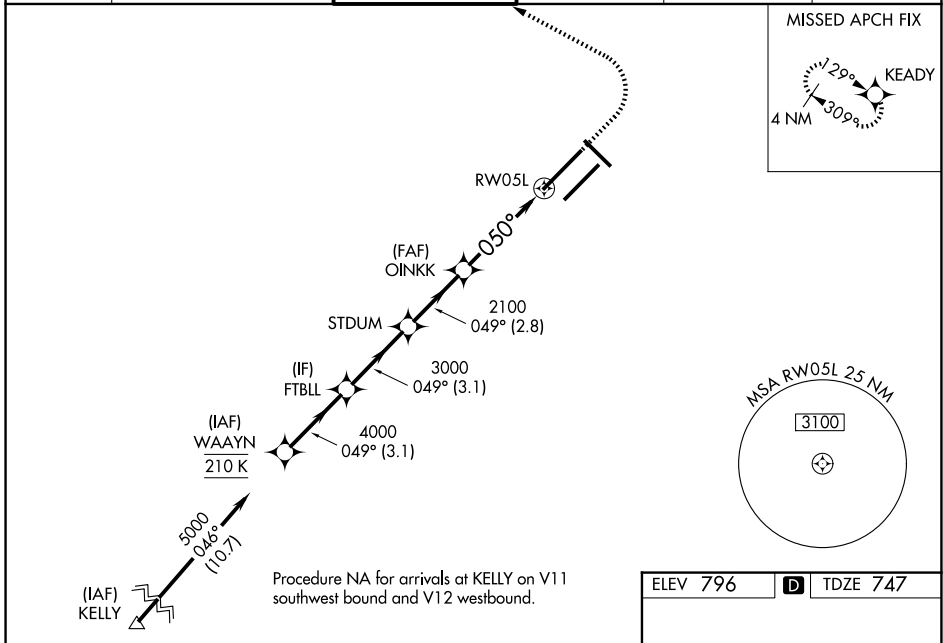 MISSED APCH FIX
129°
KEADY
4 NM
309°
RW05L
050°
(FAF)
OINKK
2100
049° (2.8)
STDUM
(IF)
FTBLL
3000
049° (3.1)
(IAF)
WAAYN
210 K
4000
049° (3.1)
MSA RW05L 25 NM
3100
5000
046°
(10.7)
(IAF)
KELLY
Procedure NA for arrivals at KELLY on V11
southwest bound and V12 westbound.
ELEV 796 D TDZE 747